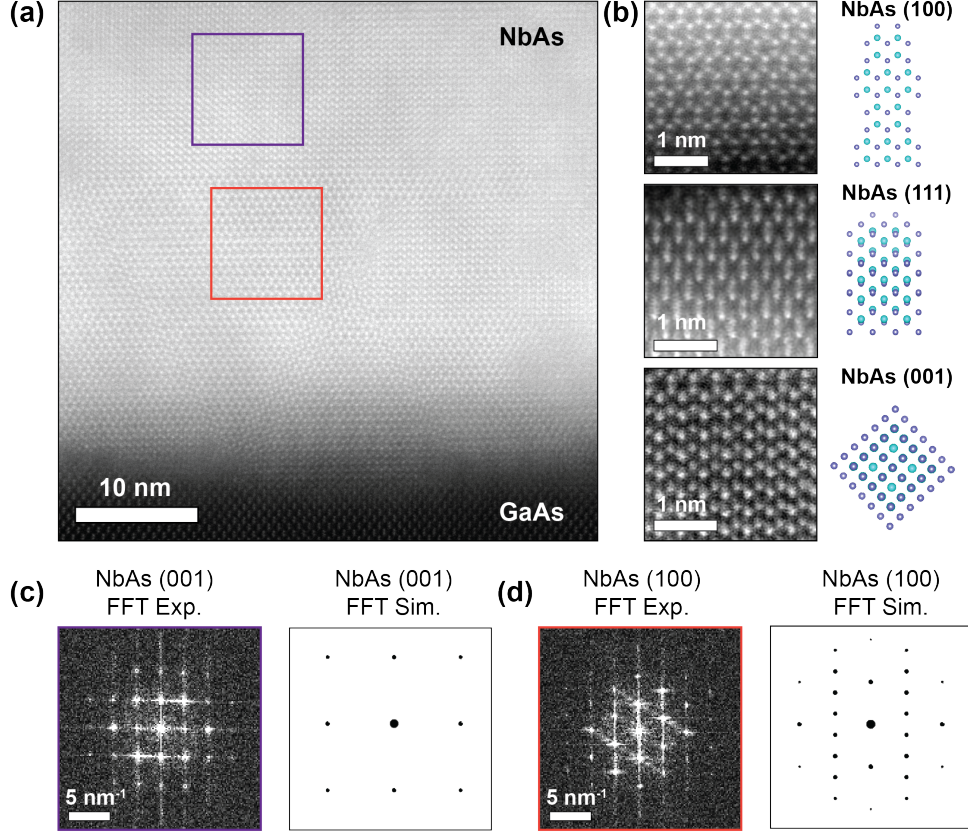 (a)
NbAs
10 nm
GaAs
(b)
NbAs (100)
1 nm
NbAs (111)
1 nm
NbAs (001)
1 nm
(c)
NbAs (001)
FFT Exp.
5 nm⁻¹
NbAs (001)
FFT Sim.
(d)
NbAs (100)
FFT Exp.
5 nm⁻¹
NbAs (100)
FFT Sim.